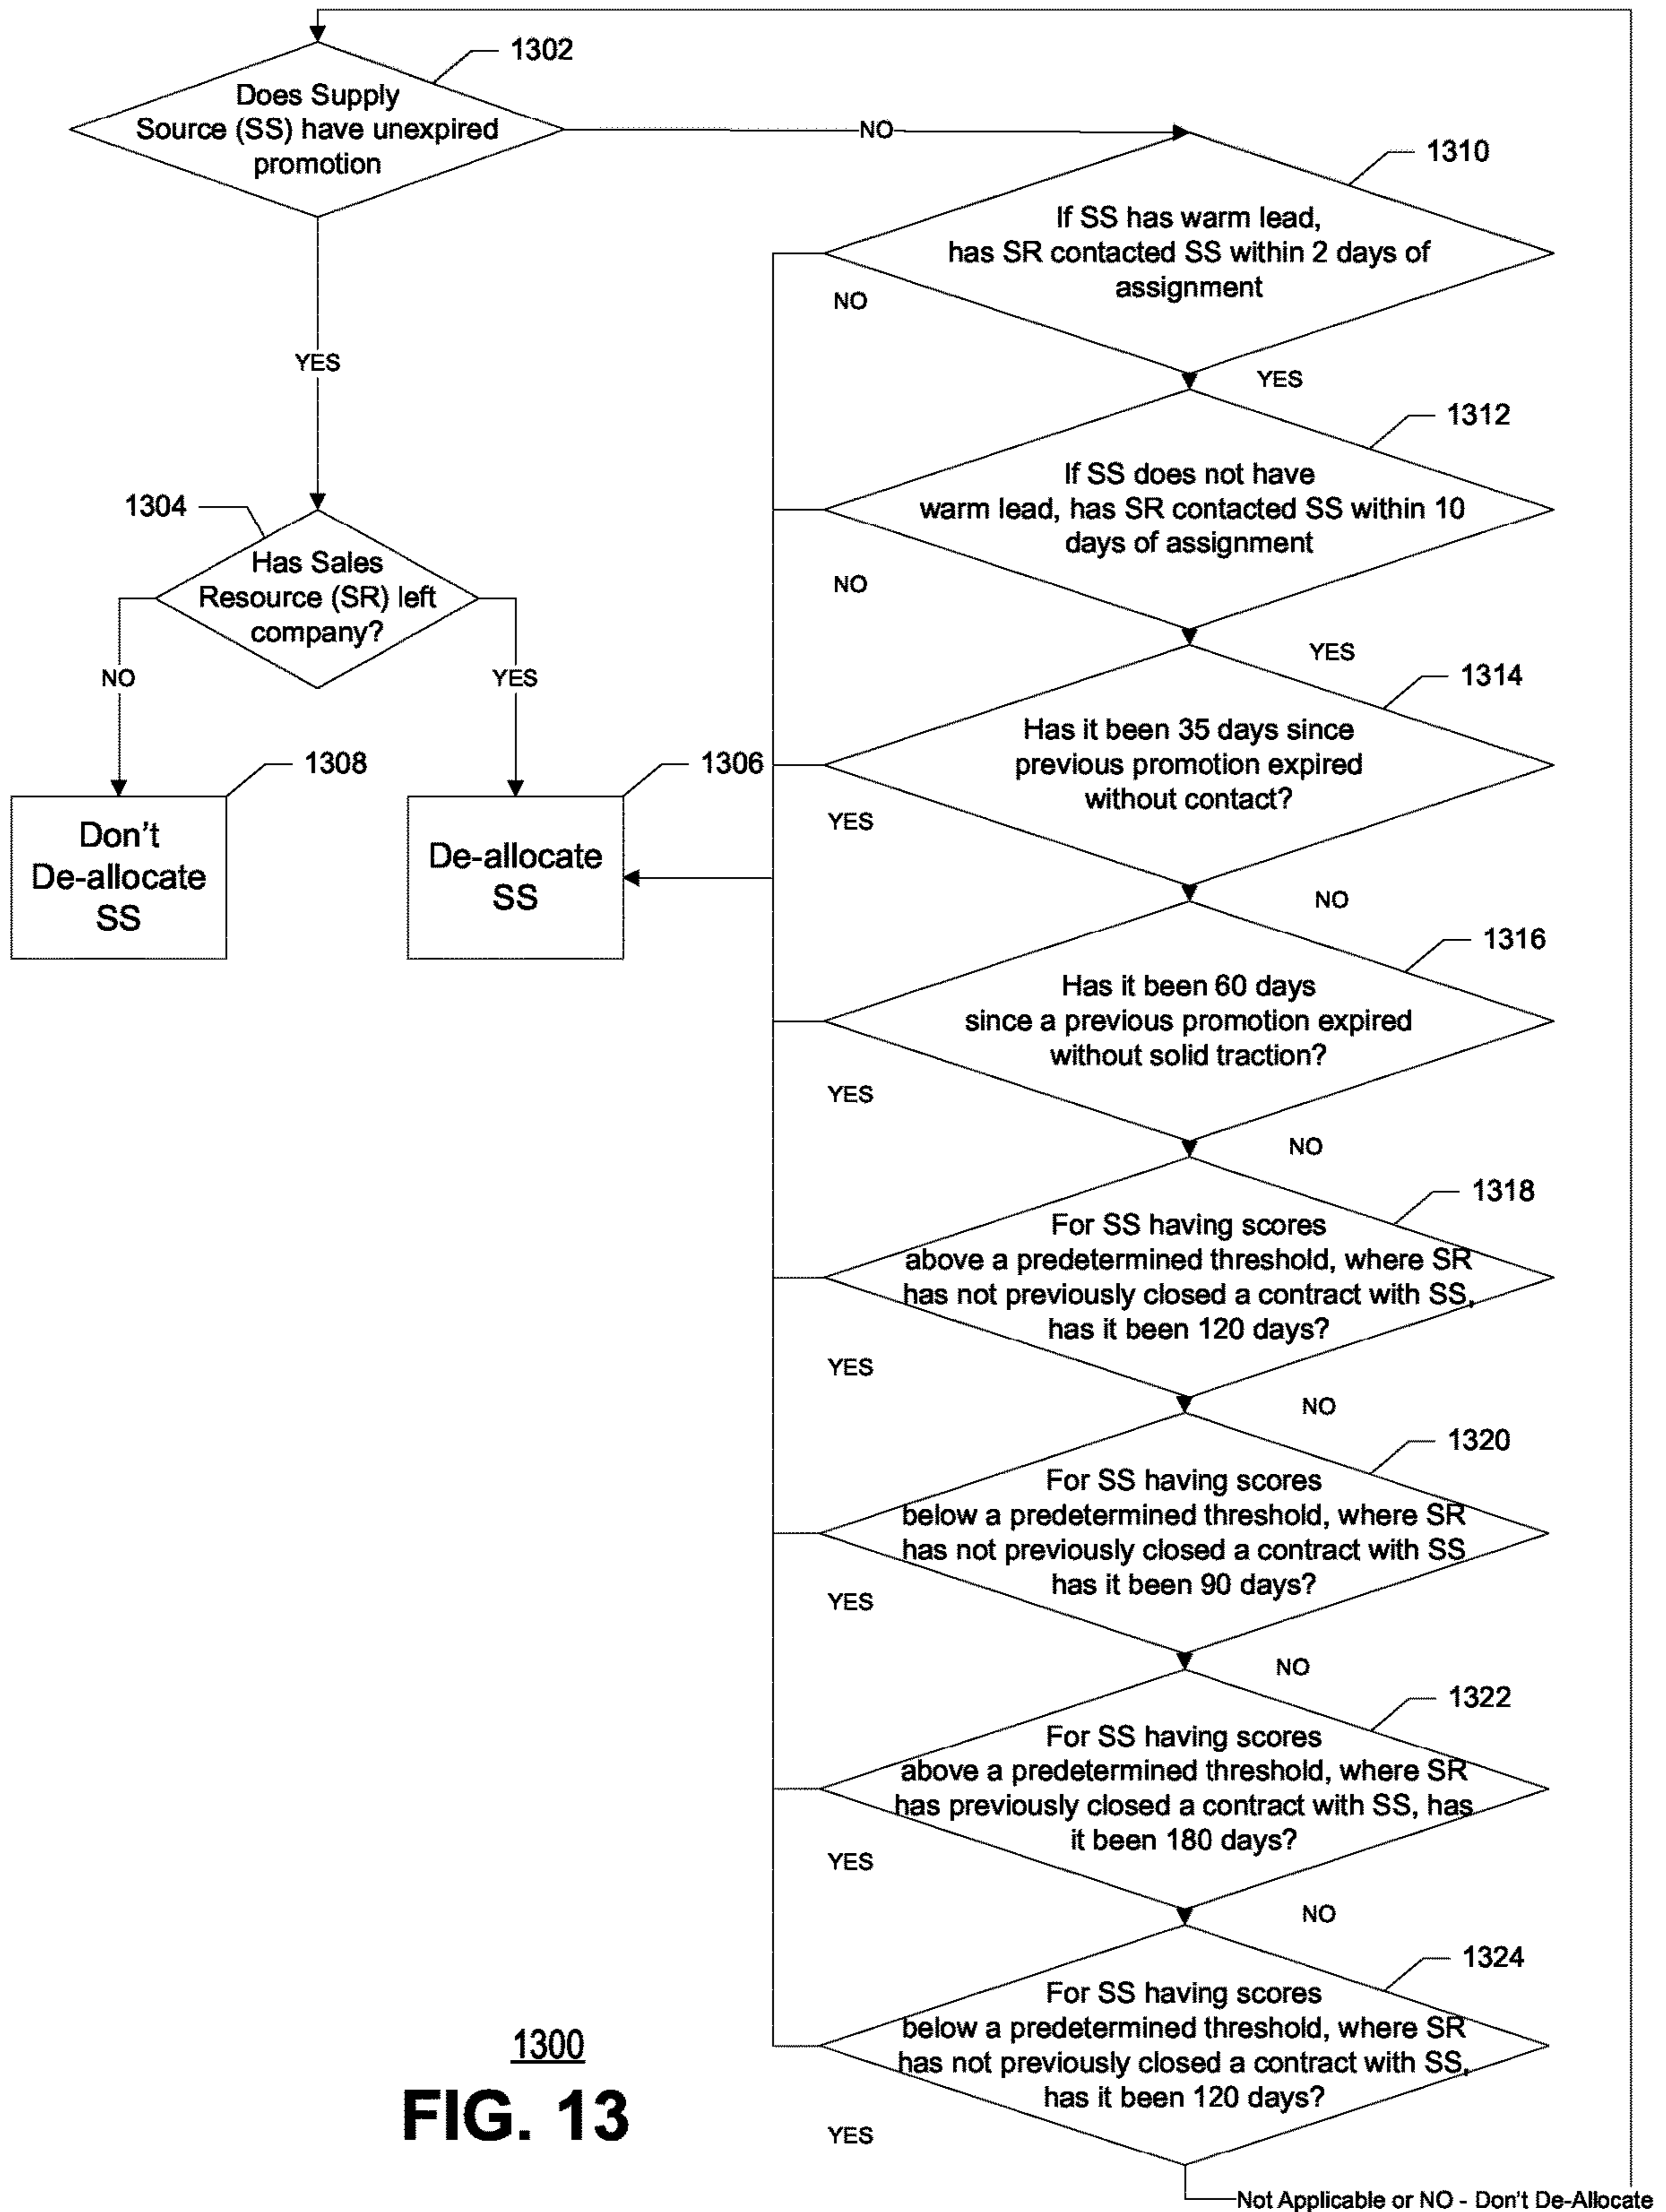 1302
Does Supply
Source (SS) have unexpired
promotion
NO
YES
1304
Has Sales
Resource (SR) left
company?
NO
YES
1308
Don't
De-allocate
SS
1306
De-allocate
SS
1310
If SS has warm lead,
has SR contacted SS within 2 days of
assignment
NO
YES
1312
If SS does not have
warm lead, has SR contacted SS within 10
days of assignment
NO
YES
1314
Has it been 35 days since
previous promotion expired
without contact?
YES
NO
1316
Has it been 60 days
since a previous promotion expired
without solid traction?
YES
NO
1318
For SS having scores
above a predetermined threshold, where SR
has not previously closed a contract with SS,
has it been 120 days?
YES
NO
1320
For SS having scores
below a predetermined threshold, where SR
has not previously closed a contract with SS
has it been 90 days?
YES
NO
1322
For SS having scores
above a predetermined threshold, where SR
has previously closed a contract with SS, has
it been 180 days?
YES
NO
1324
For SS having scores
below a predetermined threshold, where SR
has not previously closed a contract with SS,
has it been 120 days?
YES
Not Applicable or NO - Don't De-Allocate
1300
FIG. 13